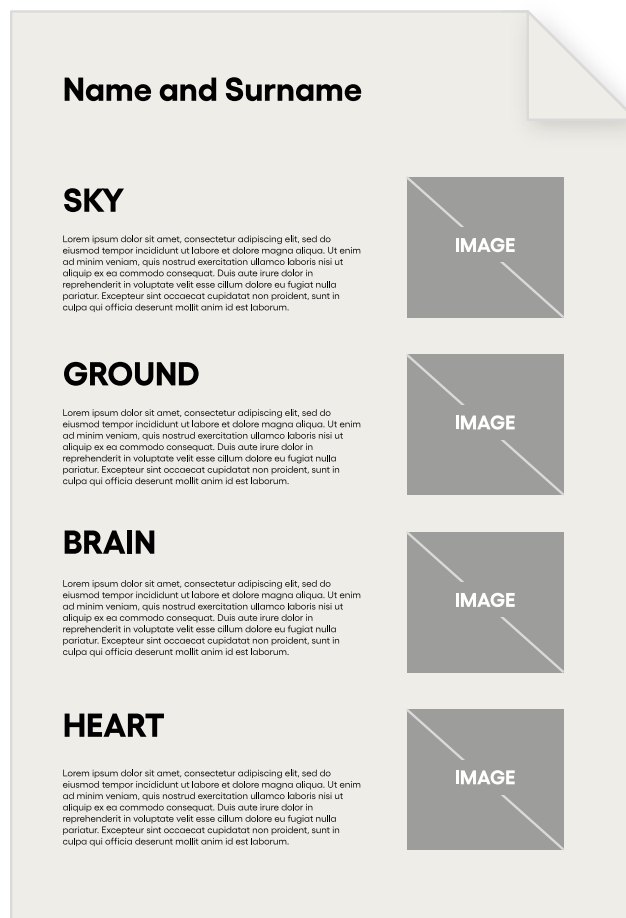 Name and Surname
SKY
Lorem ipsum dolor sit amet, consectetur adipiscing elit, sed do
eiusmod tempor incididunt ut labore et dolore magna aliqua. Ut enim
ad minim veniam, quis nostrud exercitation ullamco laboris nisi ut
aliquip ex ea commodo consequat. Duis aute irure dolor in
reprehenderit in voluptate velit esse cillum dolore eu fugiat nulla
pariatur. Excepteur sint occaecat cupidatat non proident, sunt in
culpa qui officia deserunt mollit anim id est laborum.
IMAGE
GROUND
Lorem ipsum dolor sit amet, consectetur adipiscing elit, sed do
eiusmod tempor incididunt ut labore et dolore magna aliqua. Ut enim
ad minim veniam, quis nostrud exercitation ullamco laboris nisi ut
aliquip ex ea commodo consequat. Duis aute irure dolor in
reprehenderit in voluptate velit esse cillum dolore eu fugiat nulla
pariatur. Excepteur sint occaecat cupidatat non proident, sunt in
culpa qui officia deserunt mollit anim id est laborum.
IMAGE
BRAIN
Lorem ipsum dolor sit amet, consectetur adipiscing elit, sed do
eiusmod tempor incididunt ut labore et dolore magna aliqua. Ut enim
ad minim veniam, quis nostrud exercitation ullamco laboris nisi ut
aliquip ex ea commodo consequat. Duis aute irure dolor in
reprehenderit in voluptate velit esse cillum dolore eu fugiat nulla
pariatur. Excepteur sint occaecat cupidatat non proident, sunt in
culpa qui officia deserunt mollit anim id est laborum.
IMAGE
HEART
Lorem ipsum dolor sit amet, consectetur adipiscing elit, sed do
eiusmod tempor incididunt ut labore et dolore magna aliqua. Ut enim
ad minim veniam, quis nostrud exercitation ullamco laboris nisi ut
aliquip ex ea commodo consequat. Duis aute irure dolor in
reprehenderit in voluptate velit esse cillum dolore eu fugiat nulla
pariatur. Excepteur sint occaecat cupidatat non proident, sunt in
culpa qui officia deserunt mollit anim id est laborum.
IMAGE